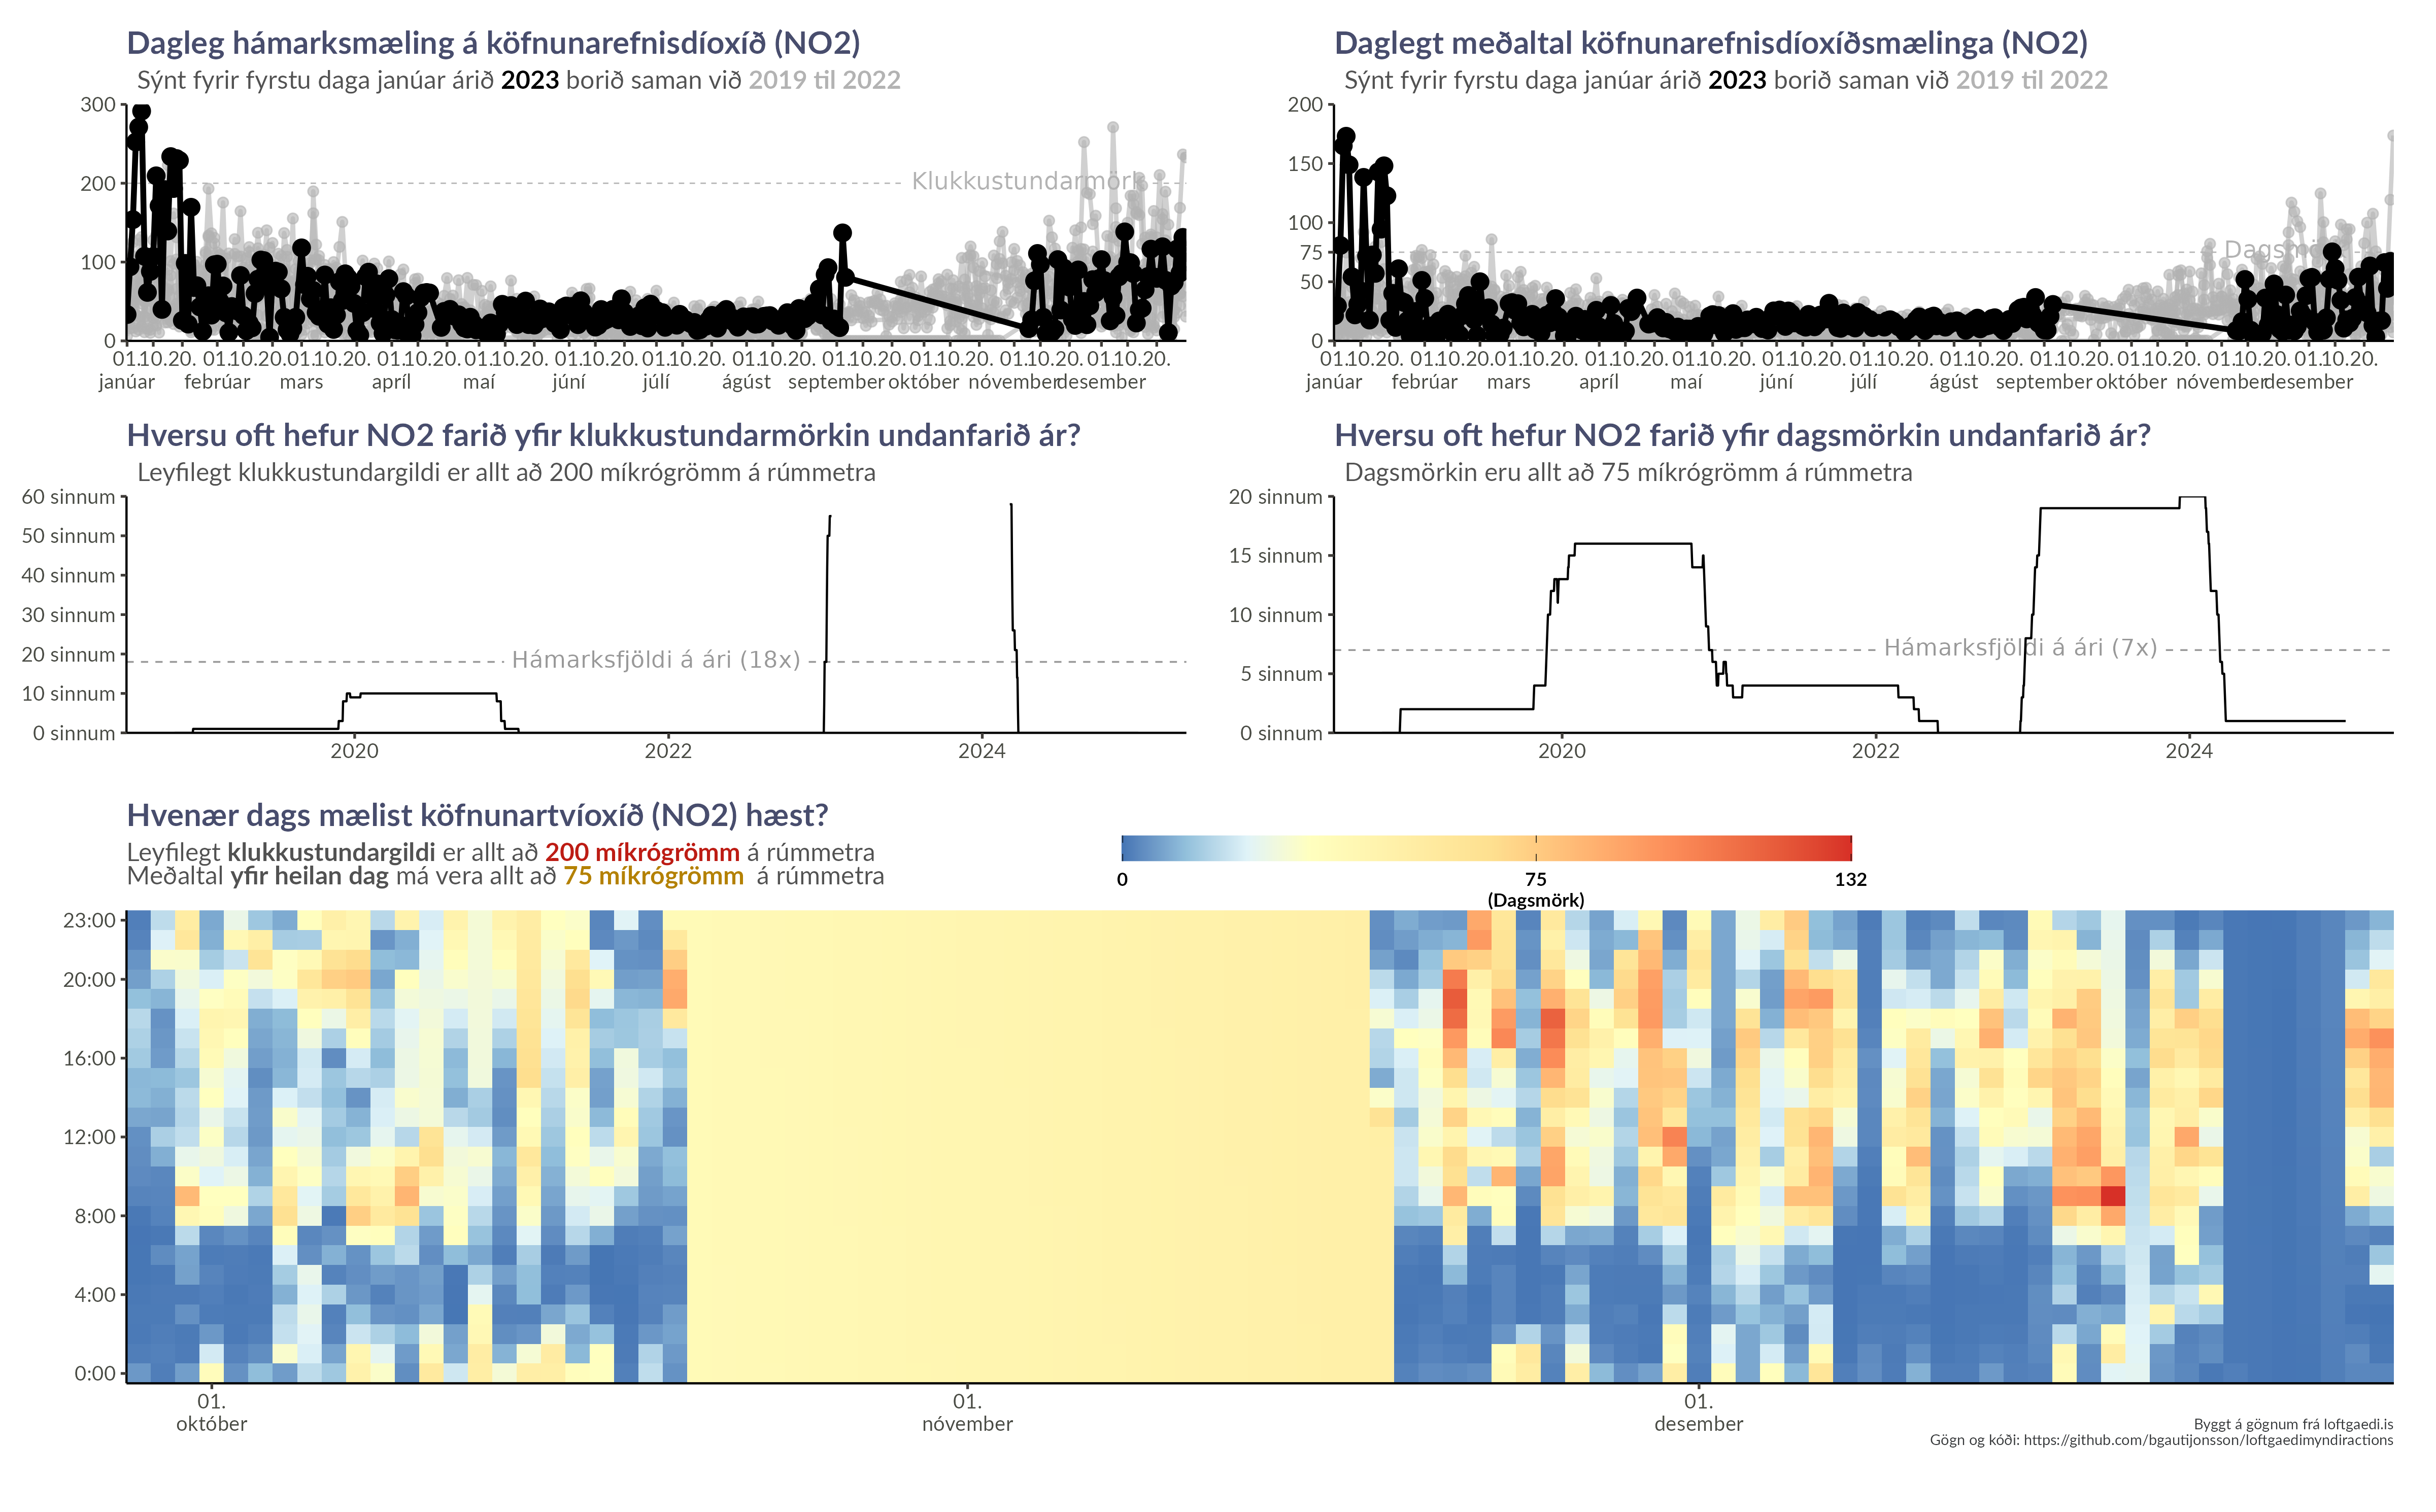 Dagleg hámarksmæling á köfnunarefnisdíoxíð (NO2)
Sýnt fyrir fyrstu daga janúar árið 2023 borið saman við 2019 til 2022
300
200
100
0
Klukkustundarmörk
01.10.20. 01.10.20. 01.10.20. 01.10.20. 01.10.20. 01.10.20. 01.10.20. 01.10.20. 01.10.20. 01.10.20. 01.10.20. 01.10.20.
janúar febrúar mars apríl maí júní júlí ágúst september október nóvember desember
Daglegt meðaltal köfnunarefnisdíoxíðsmælinga (NO2)
Sýnt fyrir fyrstu daga janúar árið 2023 borið saman við 2019 til 2022
200
150
100
75
50
0
Dagsmörk
01.10.20. 01.10.20. 01.10.20. 01.10.20. 01.10.20. 01.10.20. 01.10.20. 01.10.20. 01.10.20. 01.10.20. 01.10.20. 01.10.20.
janúar febrúar mars apríl maí júní júlí ágúst september október nóvember desember
Hversu oft hefur NO2 farið yfir klukkustundarmörkin undanfarið ár?
Leyfilegt klukkustundargildi er allt að 200 míkrógrömm á rúmmetra
60 sinnum
50 sinnum
40 sinnum
30 sinnum
20 sinnum
10 sinnum
0 sinnum
Hámarksfjöldi á ári (18x)
2020 2022 2024
Hversu oft hefur NO2 farið yfir dagsmörkin undanfarið ár?
Dagsmörkin eru allt að 75 míkrógrömm á rúmmetra
20 sinnum
15 sinnum
10 sinnum
5 sinnum
0 sinnum
Hámarksfjöldi á ári (7x)
2020 2022 2024
Hvenær dags mælist köfnunartvíoxíð (NO2) hæst?
Leyfilegt klukkustundargildi er allt að 200 míkrógrömm á rúmmetra
Meðaltal yfir heilan dag má vera allt að 75 míkrógrömm á rúmmetra
0 75 132
(Dagsmörk)
23:00
20:00
16:00
12:00
8:00
4:00
0:00
01. 01. 01.
október nóvember desember
Byggt á gögnum frá loftgaedi.is
Gögn og kóði: https://github.com/bgautijonsson/loftgaedimyndiractions